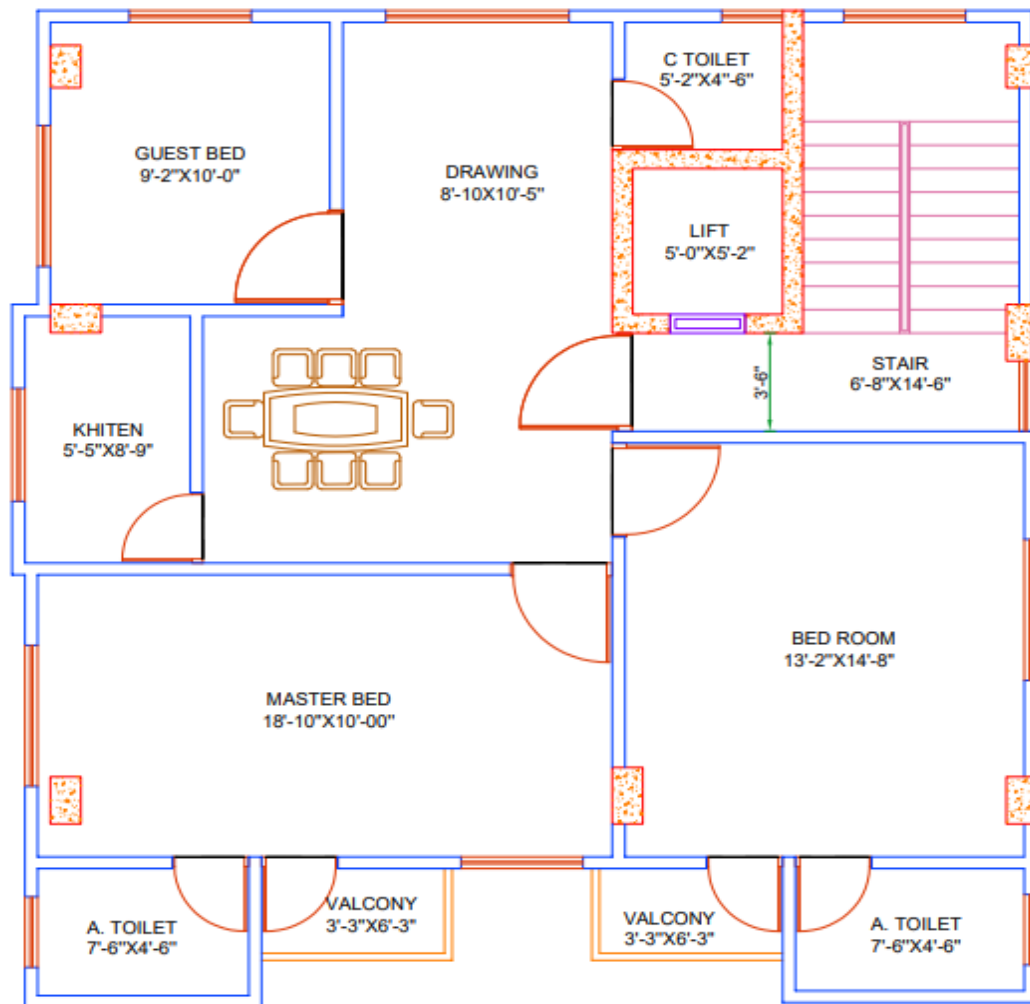 C TOILET
5'-2"X4"-6"
GUEST BED
9'-2"X10'-0"
DRAWING
8'-10X10'-5"
LIFT
5'-0"X5'-2"
STAIR
6'-8"X14'-6"
3'-6"
KHITEN
5'-5"X8'-9"
BED ROOM
13'-2"X14'-8"
MASTER BED
18'-10"X10'-00"
A. TOILET
7'-6"X4'-6"
VALCONY
3'-3"X6'-3"
VALCONY
3'-3"X6'-3"
A. TOILET
7'-6"X4'-6"